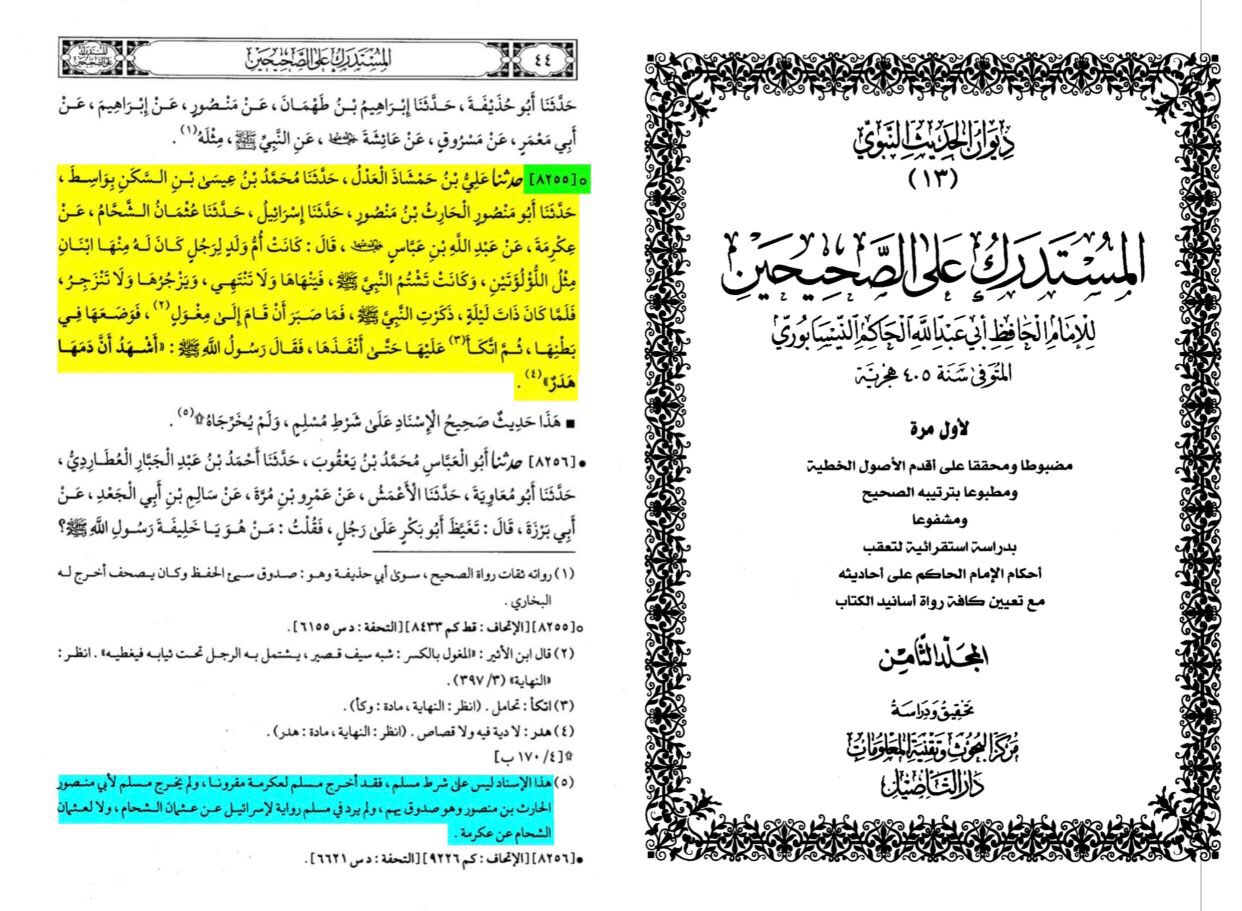 ديوان الحديث النبوي
(١٣)
المستدرك على الصحيحين
للإمام الحافظ أبي عبد الله الحاكم النيسابوري
المتوفى سنة ٤٠٥ هجرية
لأول مرة
مضبوطا ومحققا على أقدم الأصول الخطية
ومطبوعا بترتيبه الصحيح
ومشفوعا
بدراسة استقرائية لتعقب
أحكام الإمام الحاكم على أحاديثه
مع تعيين كافة رواة أسانيد الكتاب
المجلد الثامن
تحقيق ودراسة
مركز البحوث وتقنية المعلومات
دار التأصيل
٤٤
المستدرك على الصحيحين
المستدرك على الصحيحين
حَدَّثَنَا أَبُو حُذَيْفَةَ، حَدَّثَنَا إِبْرَاهِيمُ بْنُ طَهْمَانَ، عَنْ مَنْصُورٍ، عَنْ إِبْرَاهِيمَ، عَنْ
أَبِي مَعْمَرٍ، عَنْ مَسْرُوقٍ، عَنْ عَائِشَةَ ﵂، عَنِ النَّبِيِّ ﷺ، مِثْلَهُ(١).
○[٨٢٥٥] حدثنا عَلِيُّ بْنُ حَمْشَاذَ الْعَدْلُ، حَدَّثَنَا مُحَمَّدُ بْنُ عِيسَىٰ بْنِ السَّكَنِ بِوَاسِطَ،
حَدَّثَنَا أَبُو مَنْصُورٍ الْحَارِثُ بْنُ مَنْصُورٍ، حَدَّثَنَا إِسْرَائِيلُ، حَدَّثَنَا عُثْمَانُ الشَّحَّامُ، عَنْ
عِكْرِمَةَ، عَنْ عَبْدِ اللَّهِ بْنِ عَبَّاسٍ ﵄، قَالَ: كَانَتْ أُمُّ وَلَدٍ لِرَجُلٍ كَانَ لَهُ مِنْهَا ابْنَانِ
مِثْلُ اللُّؤْلُؤَتَيْنِ، وَكَانَتْ تَشْتُمُ النَّبِيَّ ﷺ، فَيَنْهَاهَا وَلَا تَنْتَهِي، وَيَزْجُرُهَا وَلَا تَنْزَجِرُ،
فَلَمَّا كَانَ ذَاتَ لَيْلَةٍ، ذَكَرَتِ النَّبِيَّ ﷺ، فَمَا صَبَرَ أَنْ قَامَ إِلَىٰ مِغْوَلٍ(٢)، فَوَضَعَهَا فِي
بَطْنِهَا، ثُمَّ اتَّكَأَ(٣) عَلَيْهَا حَتَّىٰ أَنْفَذَهَا، فَقَالَ رَسُولُ اللَّهِ ﷺ: «أَشْهَدُ أَنَّ دَمَهَا
هَدَرٌ»(٤).
■ هَذَا حَدِيثٌ صَحِيحُ الْإِسْنَادِ عَلَىٰ شَرْطِ مُسْلِمٍ، وَلَمْ يُخَرِّجَاهُ۩(٥).
•[٨٢٥٦] حدثنا أَبُو الْعَبَّاسِ مُحَمَّدُ بْنُ يَعْقُوبَ، حَدَّثَنَا أَحْمَدُ بْنُ عَبْدِ الْجَبَّارِ الْعُطَارِدِيُّ،
حَدَّثَنَا أَبُو مُعَاوِيَةَ، حَدَّثَنَا الْأَعْمَشُ، عَنْ عَمْرِو بْنِ مُرَّةَ، عَنْ سَالِمِ بْنِ أَبِي الْجَعْدِ، عَنْ
أَبِي بَرْزَةَ، قَالَ: تَغَيَّظَ أَبُو بَكْرٍ عَلَىٰ رَجُلٍ، فَقُلْتُ: مَنْ هُوَ يَا خَلِيفَةَ رَسُولِ اللَّهِ ﷺ؟
(١) رواته ثقات رواة الصحيح، سوى أبي حذيفة وهو: صدوق سيئ الحفظ وكان يصحف أخرج له
البخاري.
○[٨٢٥٥] [الإتحاف: قط كم ٨٤٣٣] [التحفة: دس ٦١٥٥].
(٢) قال ابن الأثير: «المغول بالكسر: شبه سيف قصير، يشتمل به الرجل تحت ثيابه فيغطيه». انظر:
«النهاية» (٣/ ٣٩٧).
(٣) اتكأ: تحامل. (انظر: النهاية، مادة: وكأ).
(٤) هدر: لا دية فيه ولا قصاص. (انظر: النهاية، مادة: هدر).
۩[٤/ ١٧٠ ب]
(٥) هذا الإسناد ليس على شرط مسلم، فقد أخرج مسلم لعكرمة مقرونا، ولم يخرج مسلم لأبي منصور
الحارث بن منصور وهو صدوق يهم، ولم يرد في مسلم رواية لإسرائيل عن عثمان الشحام، ولا لعثمان
الشحام عن عكرمة.
•[٨٢٥٦] [الإتحاف: كم ٩٢٢٦] [التحفة: دس ٦٦٢١].